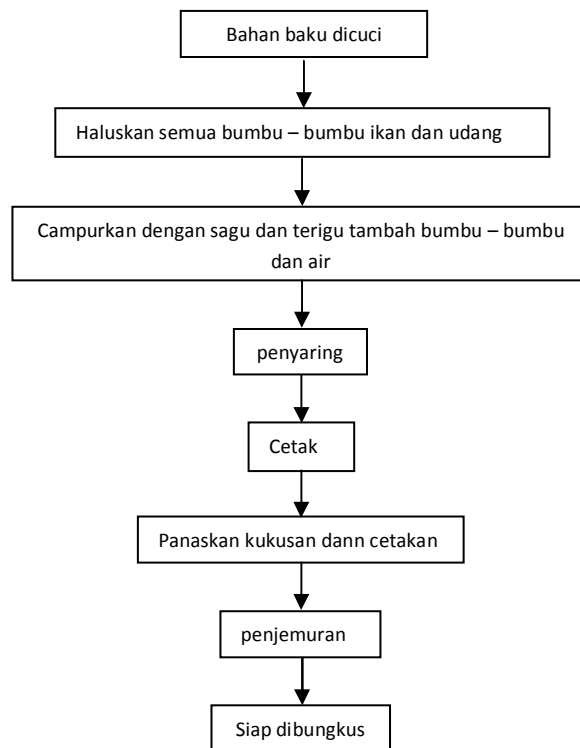 Bahan baku dicuci
Haluskan semua bumbu – bumbu ikan dan udang
Campurkan dengan sagu dan terigu tambah bumbu – bumbu
dan air
penyaring
Cetak
Panaskan kukusan dann cetakan
penjemuran
Siap dibungkus